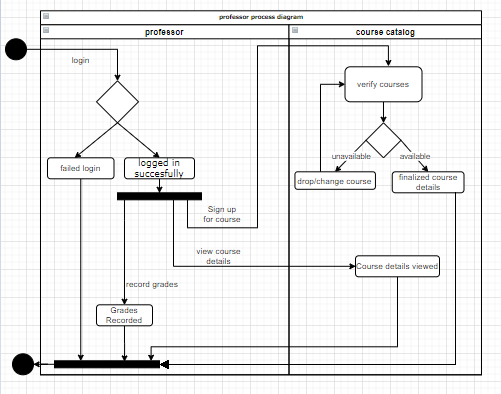 professor process diagram
professor
course catalog
login
verify courses
unavailable
available
failed login
logged in
succesfully
drop/change course
finalized course
details
Sign up
for course
view course
details
Course details viewed
record grades
Grades
Recorded